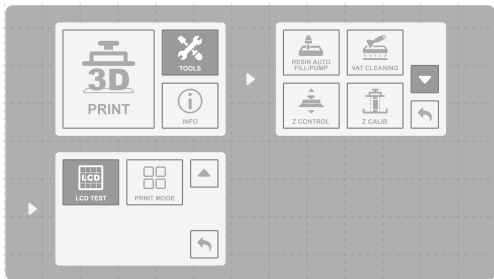 3D
PRINT
TOOLS
INFO
RESIN AUTO
FILL/PUMP
VAT CLEANING
Z CONTROL
Z CALIB
LCD
LCD TEST
PRINT MODE